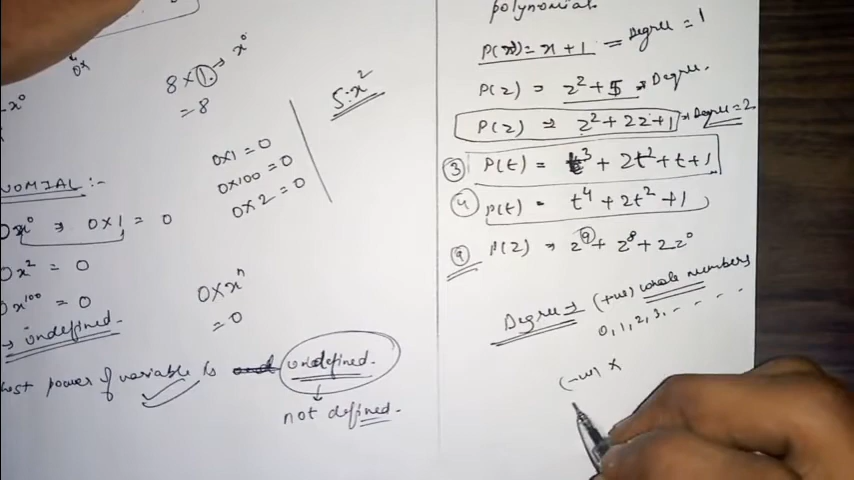 8 × 1 → x⁰
= 8
0x
x⁰
5.x²
0×1 = 0
0×100 = 0
0×2 = 0
NOMIAL :-
0x⁰ ⇒ 0×1 = 0
0x² = 0
0x¹⁰⁰ = 0
→ undefined.
0×xⁿ
= 0
power of variable is undefined.
not defined.
polynomial.
P(x) = x + 1 = Degree = 1
P(z) = z² + 5 → Degree.
P(z) ⇒ z² + 2z + 1 → Degree = 2
③ P(t) = t³ + 2t² + t + 1
④ P(t) = t⁴ + 2t² + 1
⑨ P(z) ⇒ z⁹ + z⁸ + 2z⁰
Degree → (+ve) whole numbers
0, 1, 2, 3, - - - -
(-ve) ×